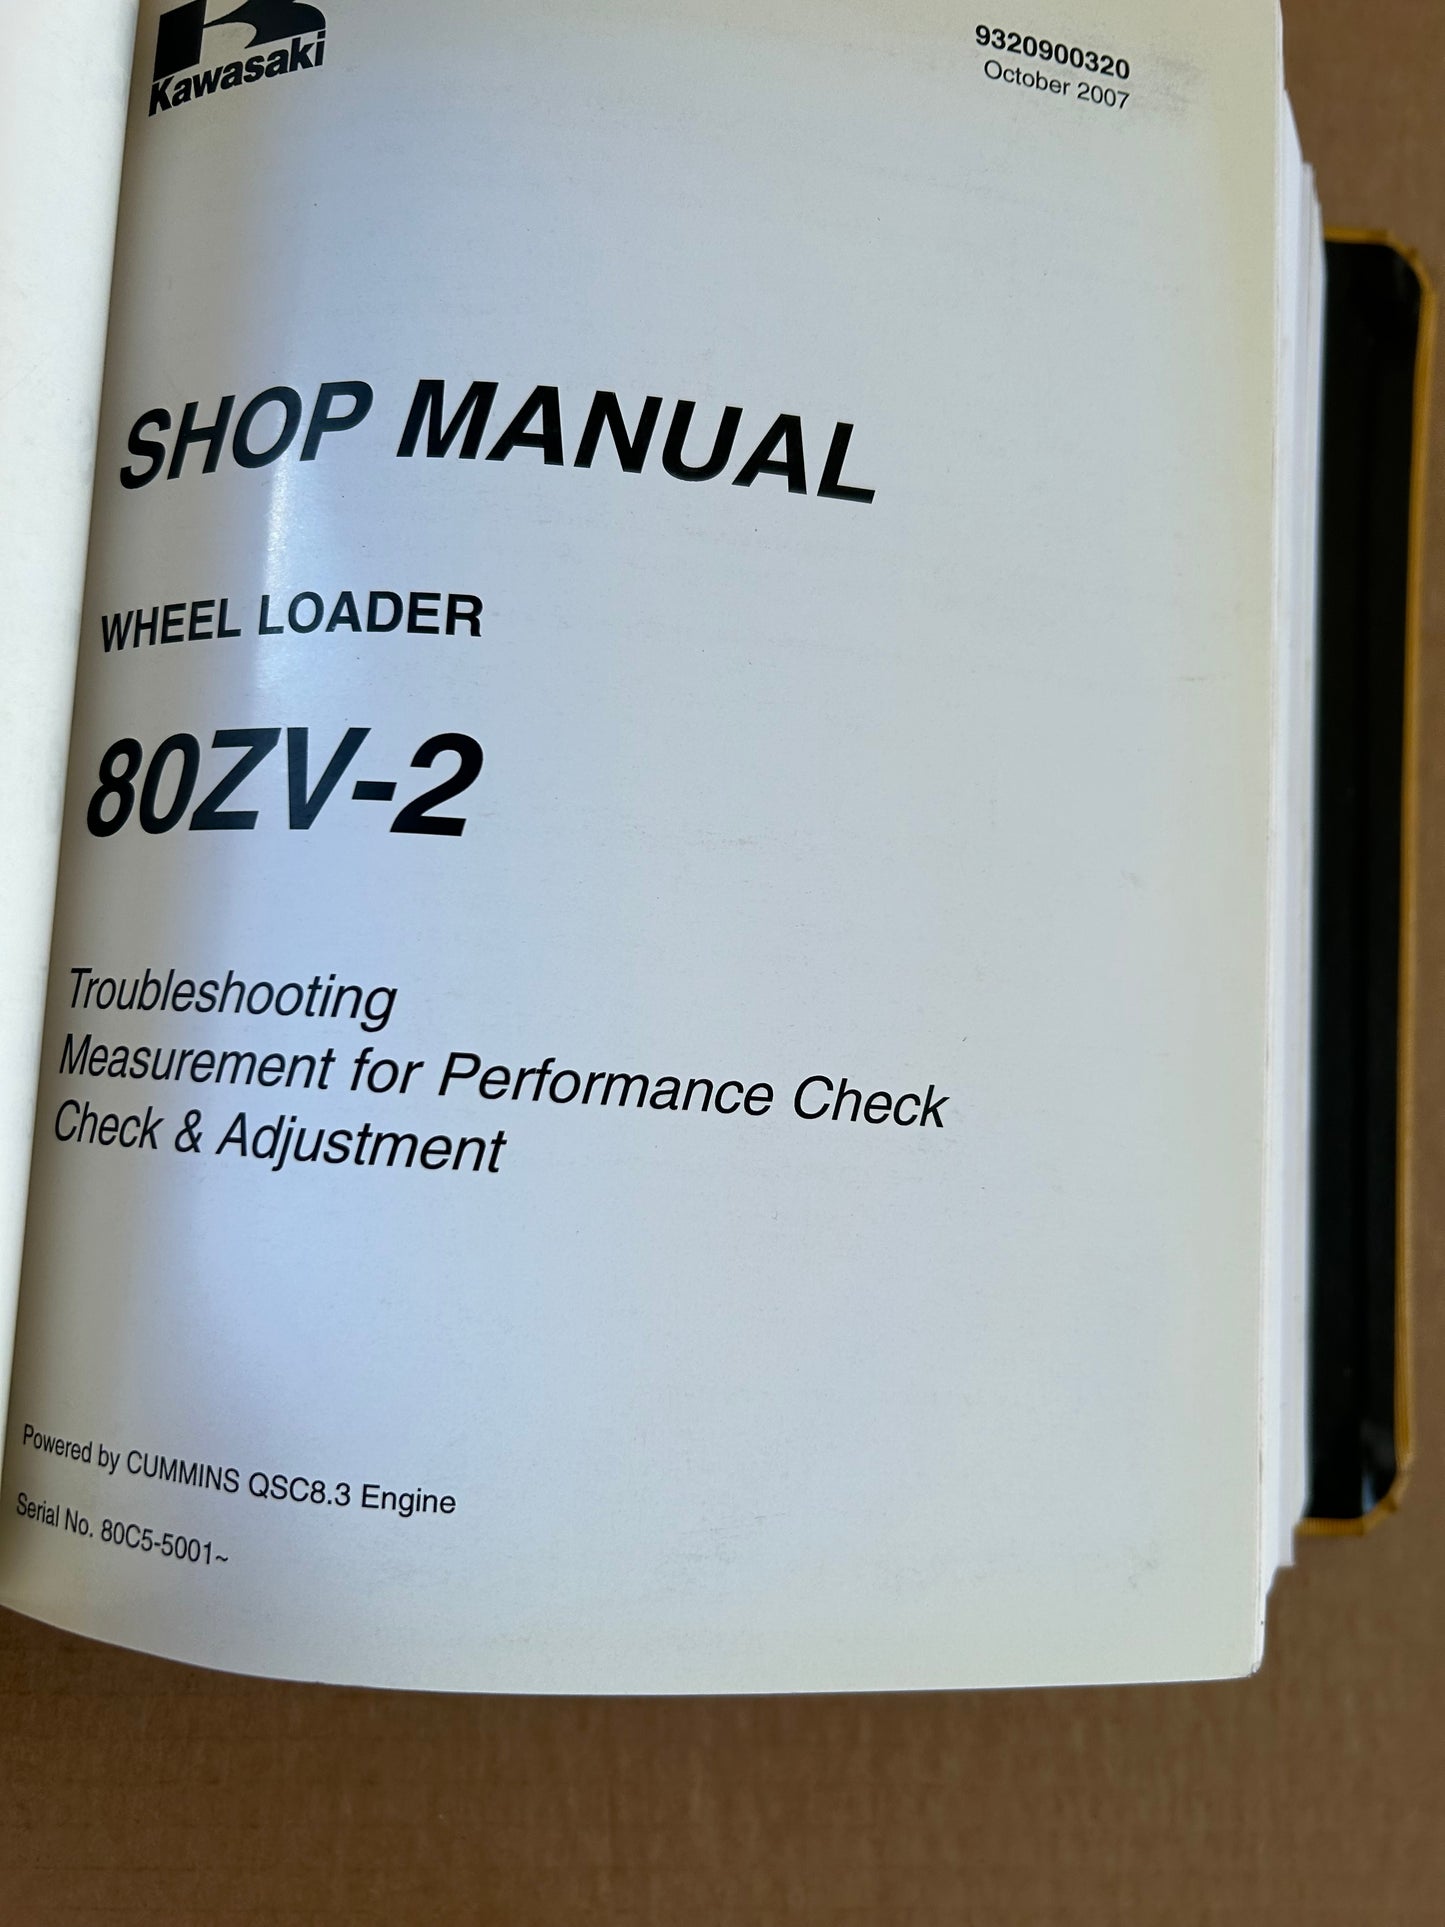 Kawasaki
9320900320
October 2007
SHOP MANUAL
WHEEL LOADER
80ZV-2
Troubleshooting
Measurement for Performance Check
Check & Adjustment
Powered by CUMMINS QSC8.3 Engine
Serial No. 80C5-5001~